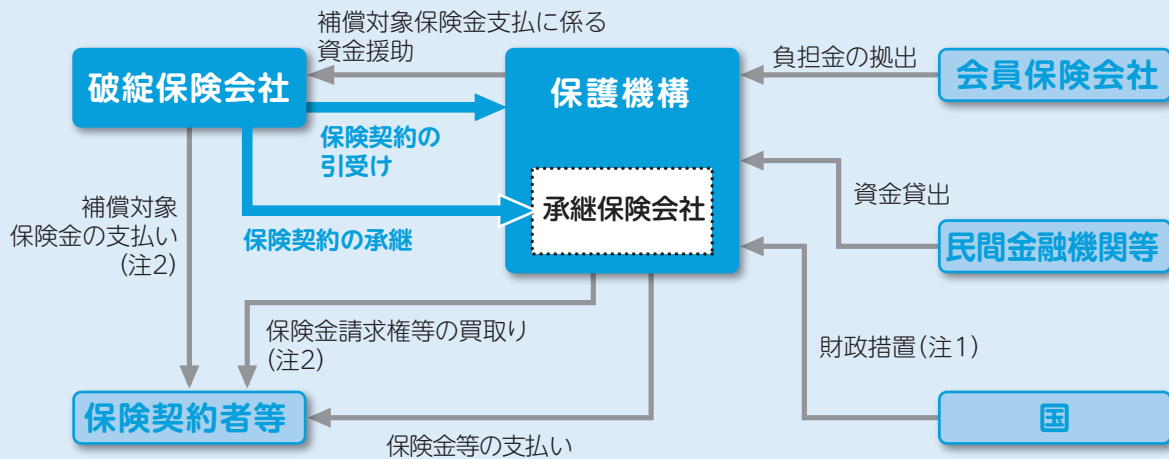 補償対象保険金支払に係る
資金援助
負担金の拠出
破綻保険会社
保護機構
会員保険会社
保険契約の
引受け
資金貸出
補償対象
保険金の支払い
(注2)
承継保険会社
保険契約の承継
民間金融機関等
保険金請求権等の買取り
(注2)
財政措置(注1)
保険契約者等
国
保険金等の支払い